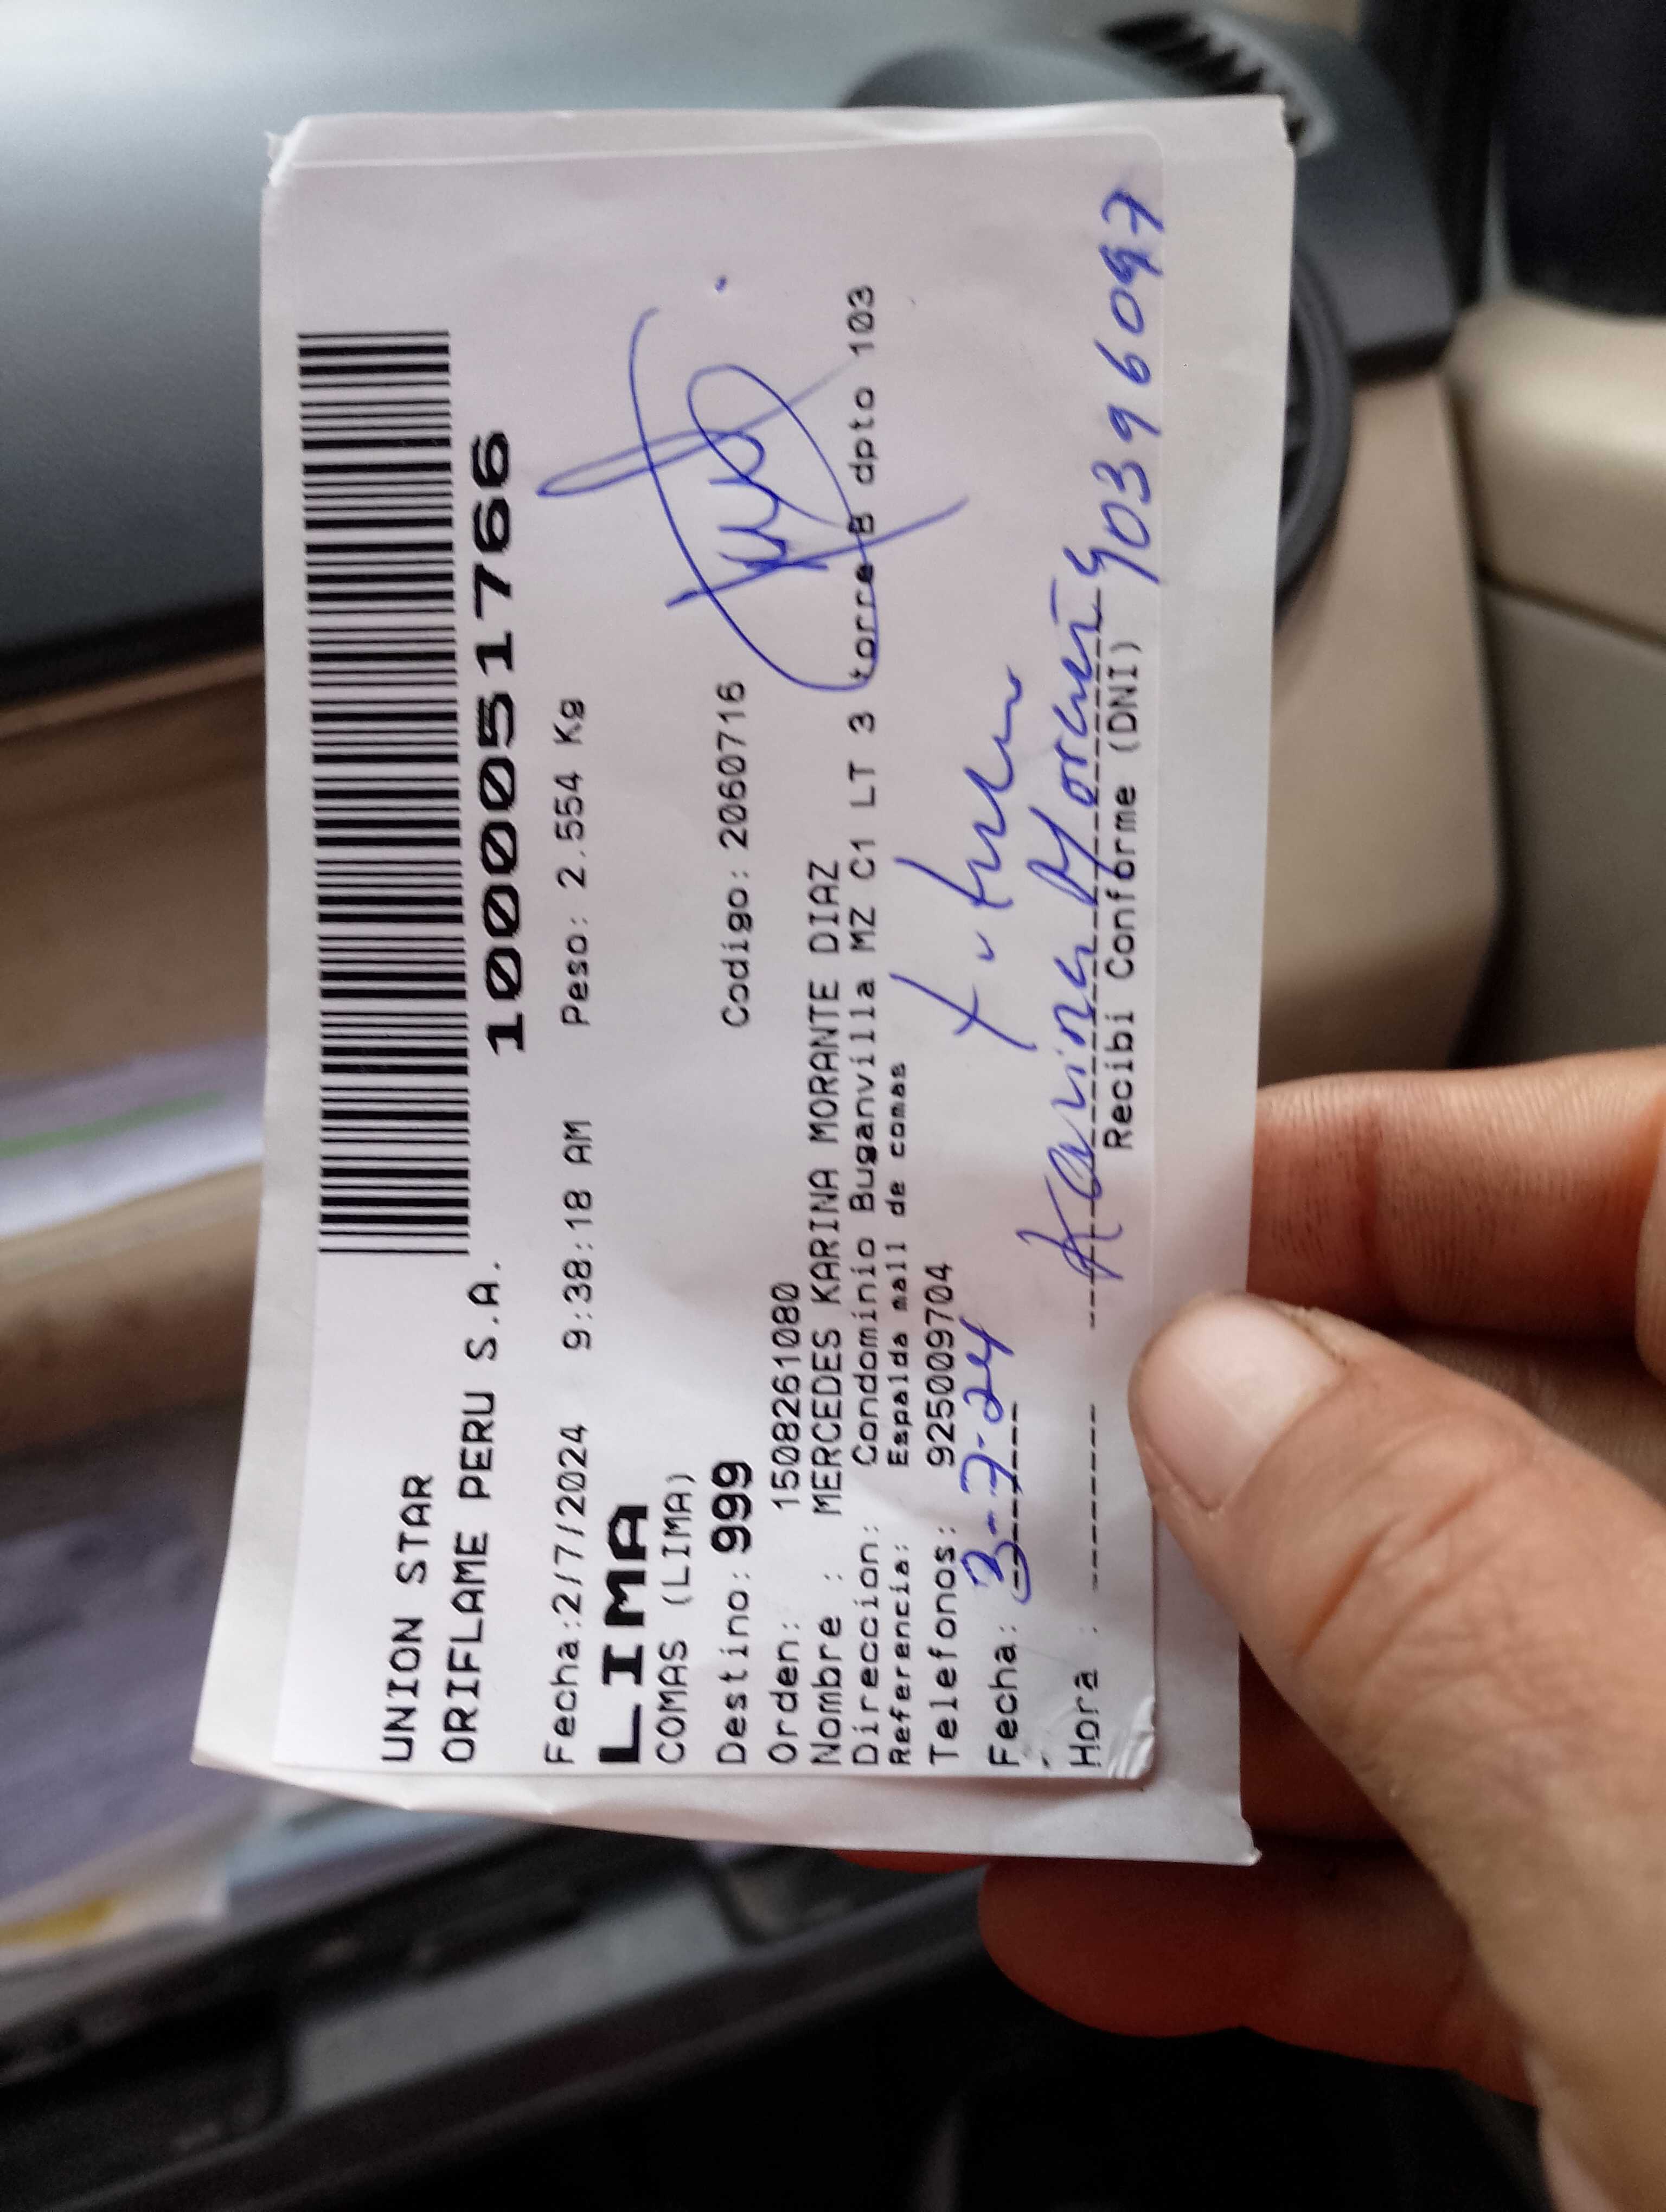 1000051766
UNION STAR
ORIFLAME PERU S.A.
Fecha:2/7/2024 9:38:18 AM Peso: 2.554 Kg
LIMA
COMAS (LIMA)
Destino: 999 Codigo: 2060716
Orden: 1508261080
Nombre : MERCEDES KARINA MORANTE DIAZ
Direccion: Condominio Buganvilla MZ C1 LT 3 torre B dpto 103
Referencia: Espalda mall de comas
Telefonos: 925009704
Fecha: 3-7-24
Karina Morante
Hora :
Recibi Conforme (DNI) 40396097